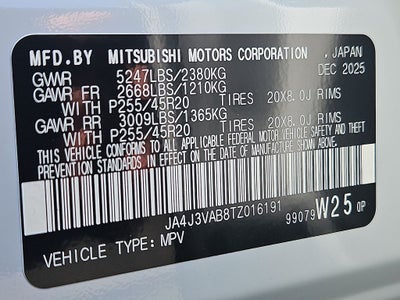 MFD.BY MITSUBISHI MOTORS CORPORATION . JAPAN
GVWR 5247LBS/2380KG DEC 2025
GAWR FR 2668LBS/1210KG
WITH P255/45R20 TIRES 20X8.0J RIMS
GAWR RR 3009LBS/1365KG
WITH P255/45R20 TIRES 20X8.0J RIMS
THIS VEHICLE CONFORMS TO ALL APPLICABLE FEDERAL MOTOR VEHICLE SAFETY, BUMPER, AND THEFT
PREVENTION STANDARDS IN EFFECT ON THE DATE OF MANUFACTURE SHOWN ABOVE.
JA4J3VAB8TZ016191
99079 W25 0P
VEHICLE TYPE: MPV